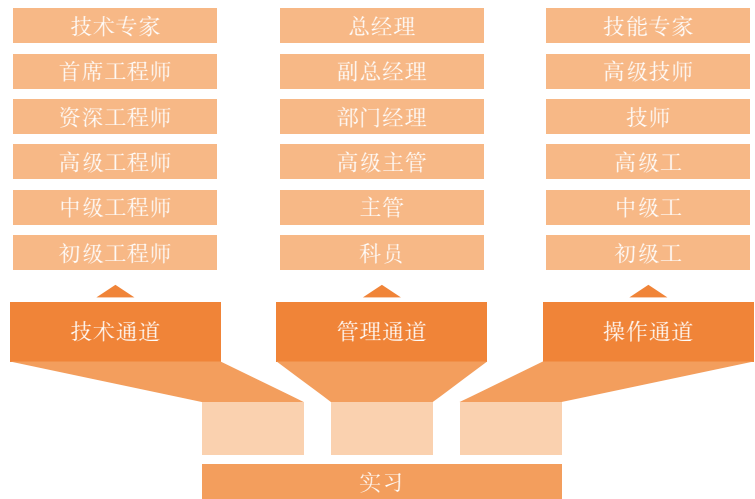 技术专家 总经理 技能专家
首席工程师 副总经理 高级技师
资深工程师 部门经理 技师
高级工程师 高级主管 高级工
中级工程师 主管 中级工
初级工程师 科员 初级工
技术通道 管理通道 操作通道
实习